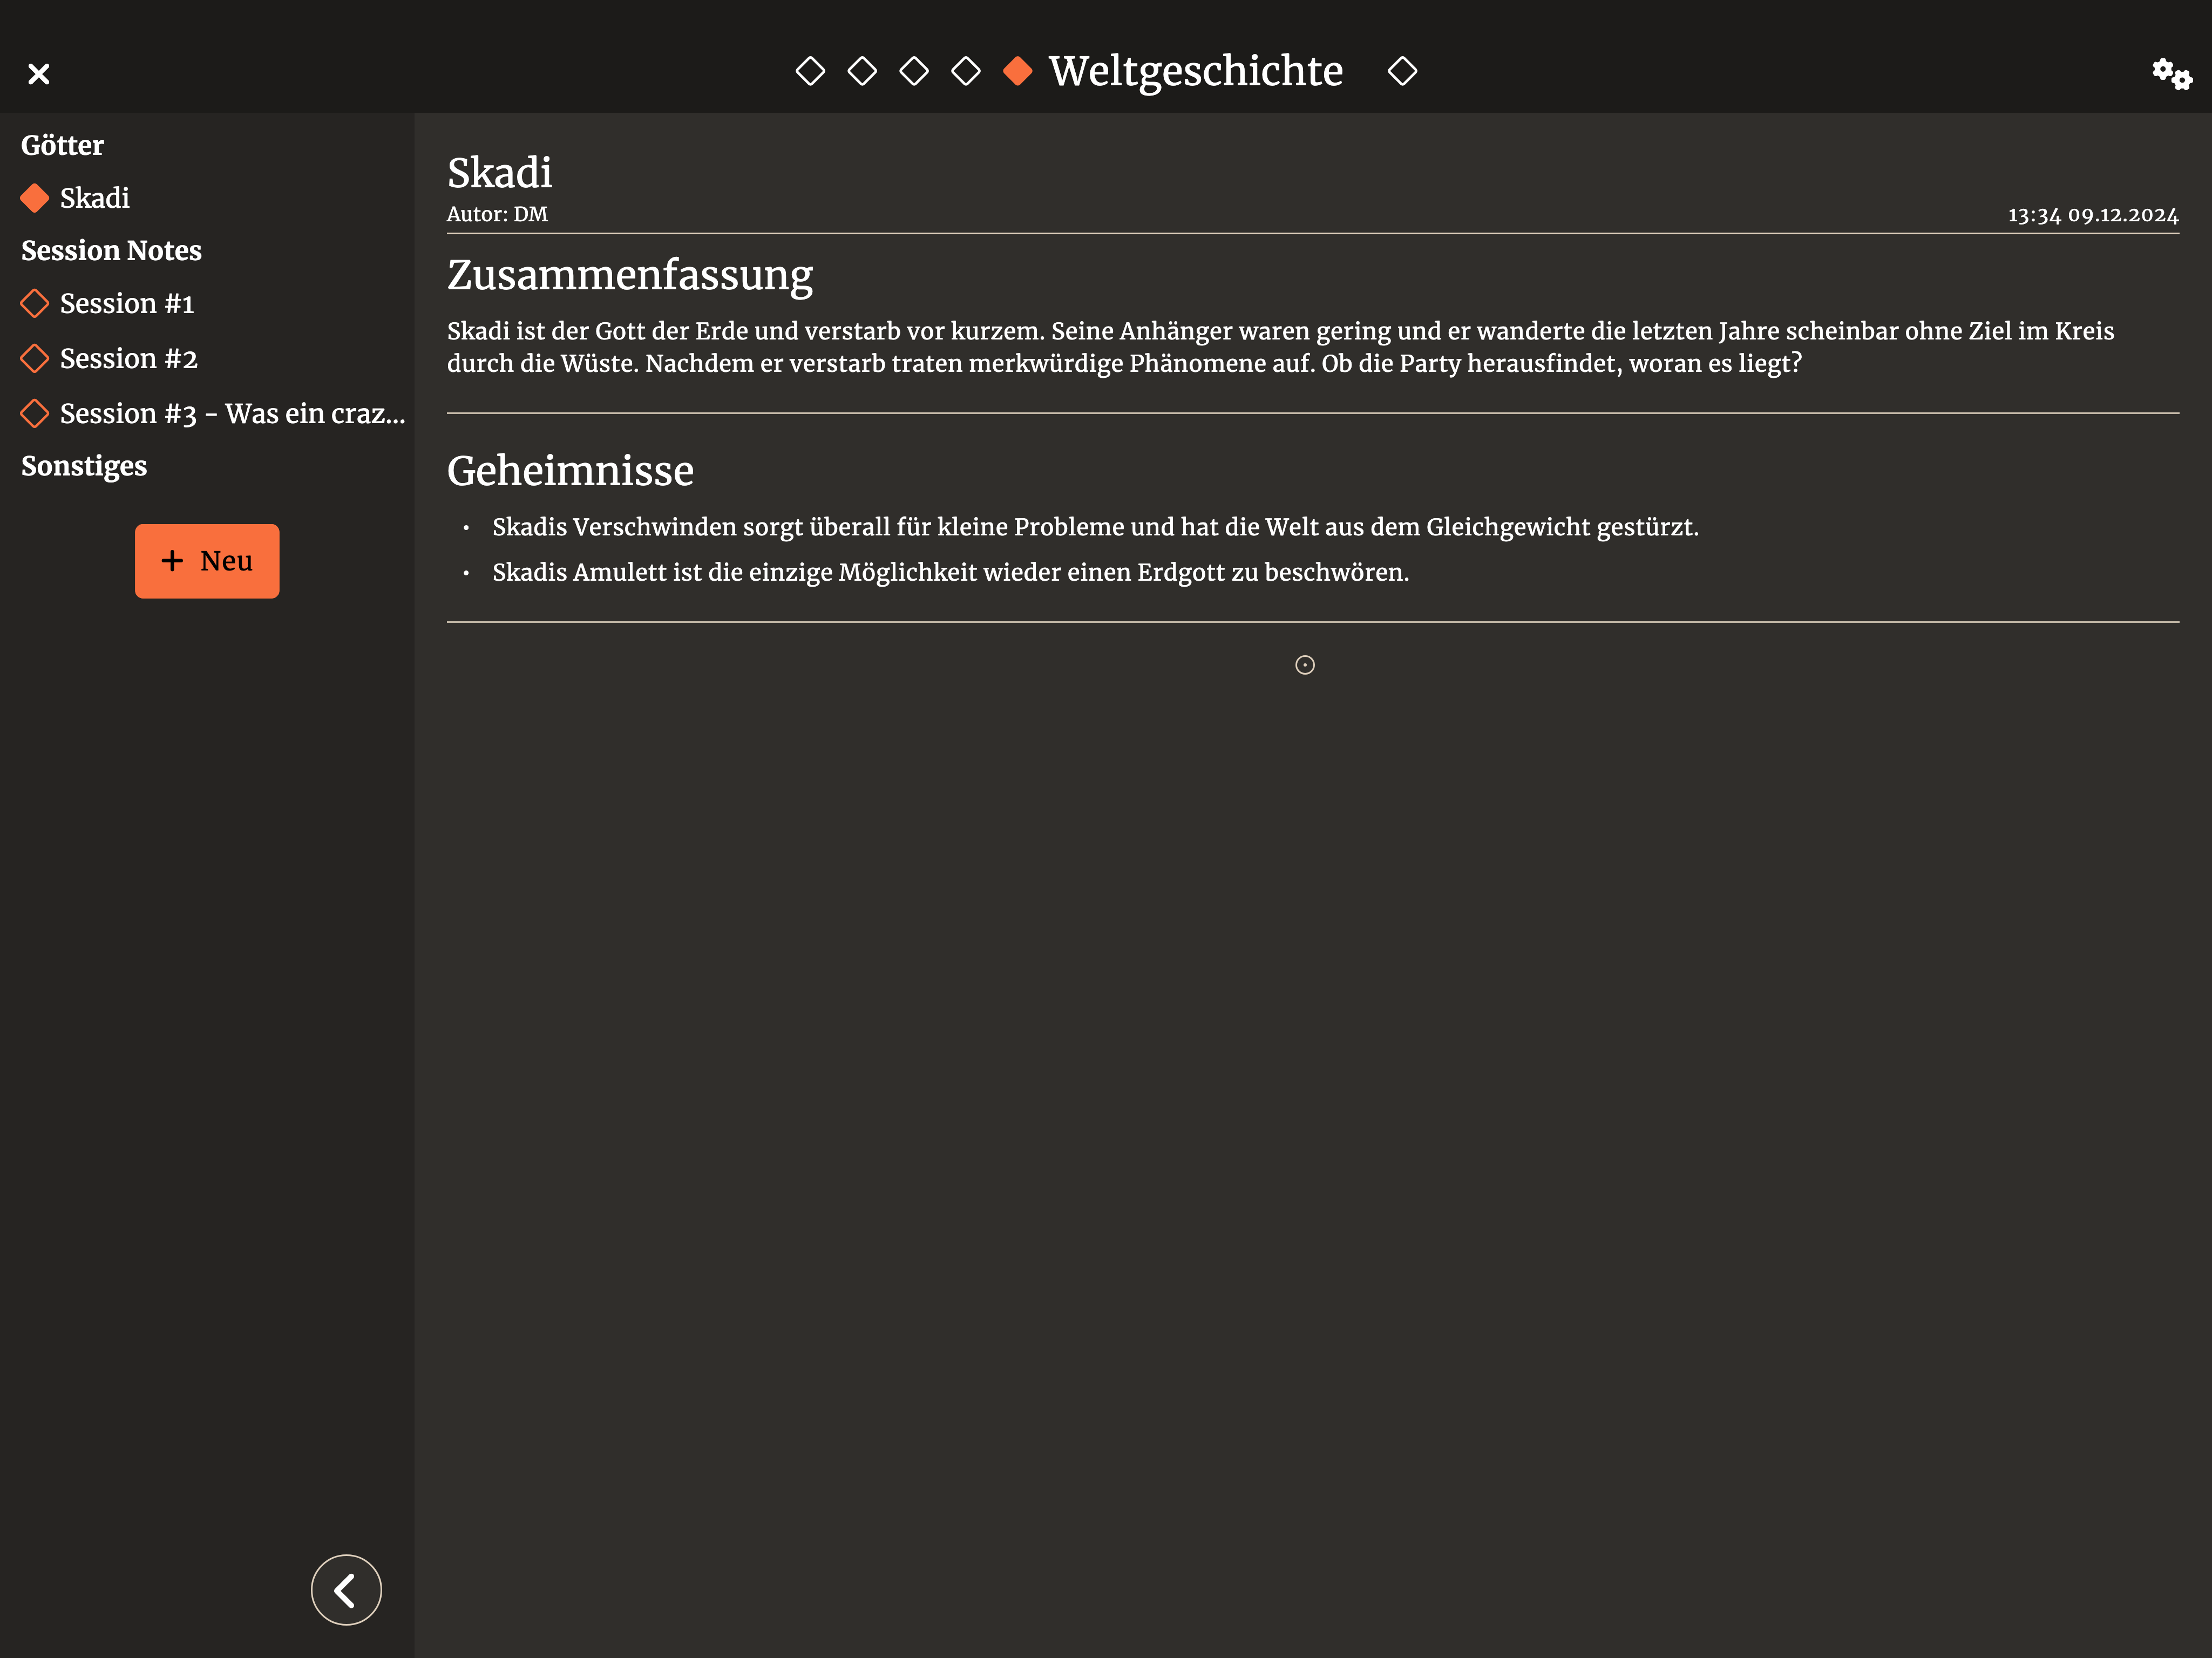 Weltgeschichte
Götter
Skadi
Session Notes
Session #1
Session #2
Session #3 - Was ein craz...
Sonstiges
+ Neu
Skadi
Autor: DM
13:34 09.12.2024
Zusammenfassung
Skadi ist der Gott der Erde und verstarb vor kurzem. Seine Anhänger waren gering und er wanderte die letzten Jahre scheinbar ohne Ziel im Kreis
durch die Wüste. Nachdem er verstarb traten merkwürdige Phänomene auf. Ob die Party herausfindet, woran es liegt?
Geheimnisse
• Skadis Verschwinden sorgt überall für kleine Probleme und hat die Welt aus dem Gleichgewicht gestürzt.
• Skadis Amulett ist die einzige Möglichkeit wieder einen Erdgott zu beschwören.